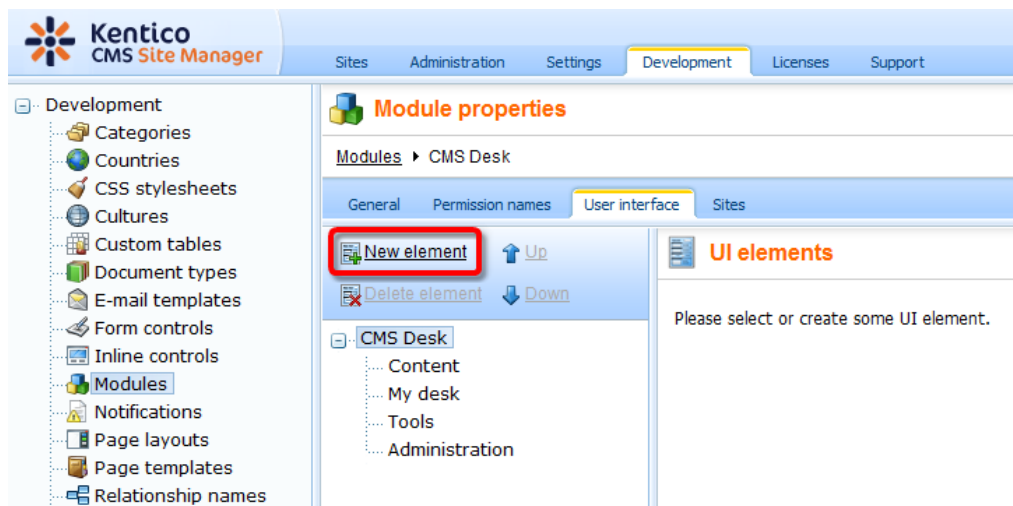 Kentico
CMS Site Manager
Sites Administration Settings Development Licenses Support
Development
Categories
Countries
CSS stylesheets
Cultures
Custom tables
Document types
E-mail templates
Form controls
Inline controls
Modules
Notifications
Page layouts
Page templates
Relationship names
Module properties
Modules CMS Desk
General Permission names User interface Sites
New element Up
Delete element Down
CMS Desk
Content
My desk
Tools
Administration
UI elements
Please select or create some UI element.